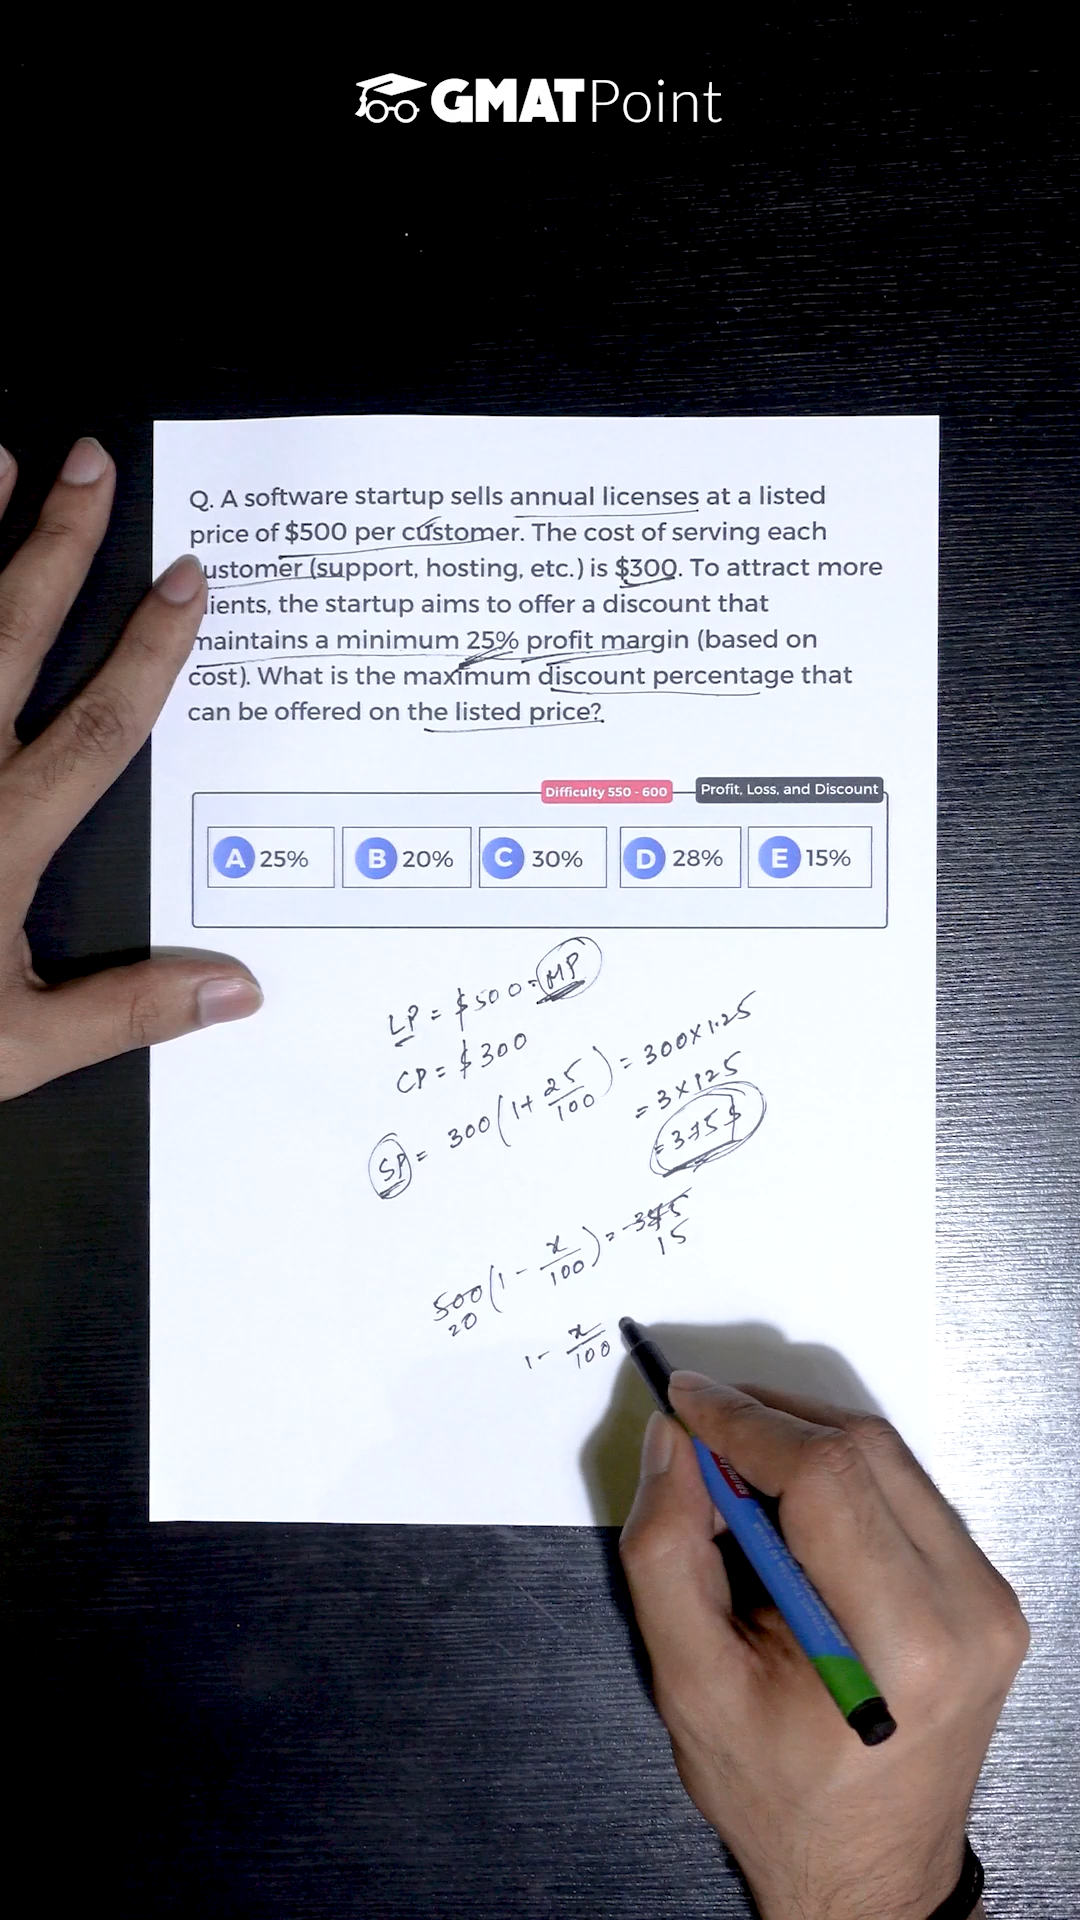 GMATPoint
Q. A software startup sells annual licenses at a listed
price of $500 per customer. The cost of serving each
ustomer (support, hosting, etc.) is $300. To attract more
lients, the startup aims to offer a discount that
maintains a minimum 25% profit margin (based on
cost). What is the maximum discount percentage that
can be offered on the listed price?
Difficulty 550 - 600 Profit, Loss, and Discount
A 25% B 20% C 30% D 28% E 15%
LP = $500 = MP
CP = $300
SP = 300(1+25/100) = 300×1.25
= 3×125
= 375$
500(1 - x/100) = 375
20 15
1 - x/100